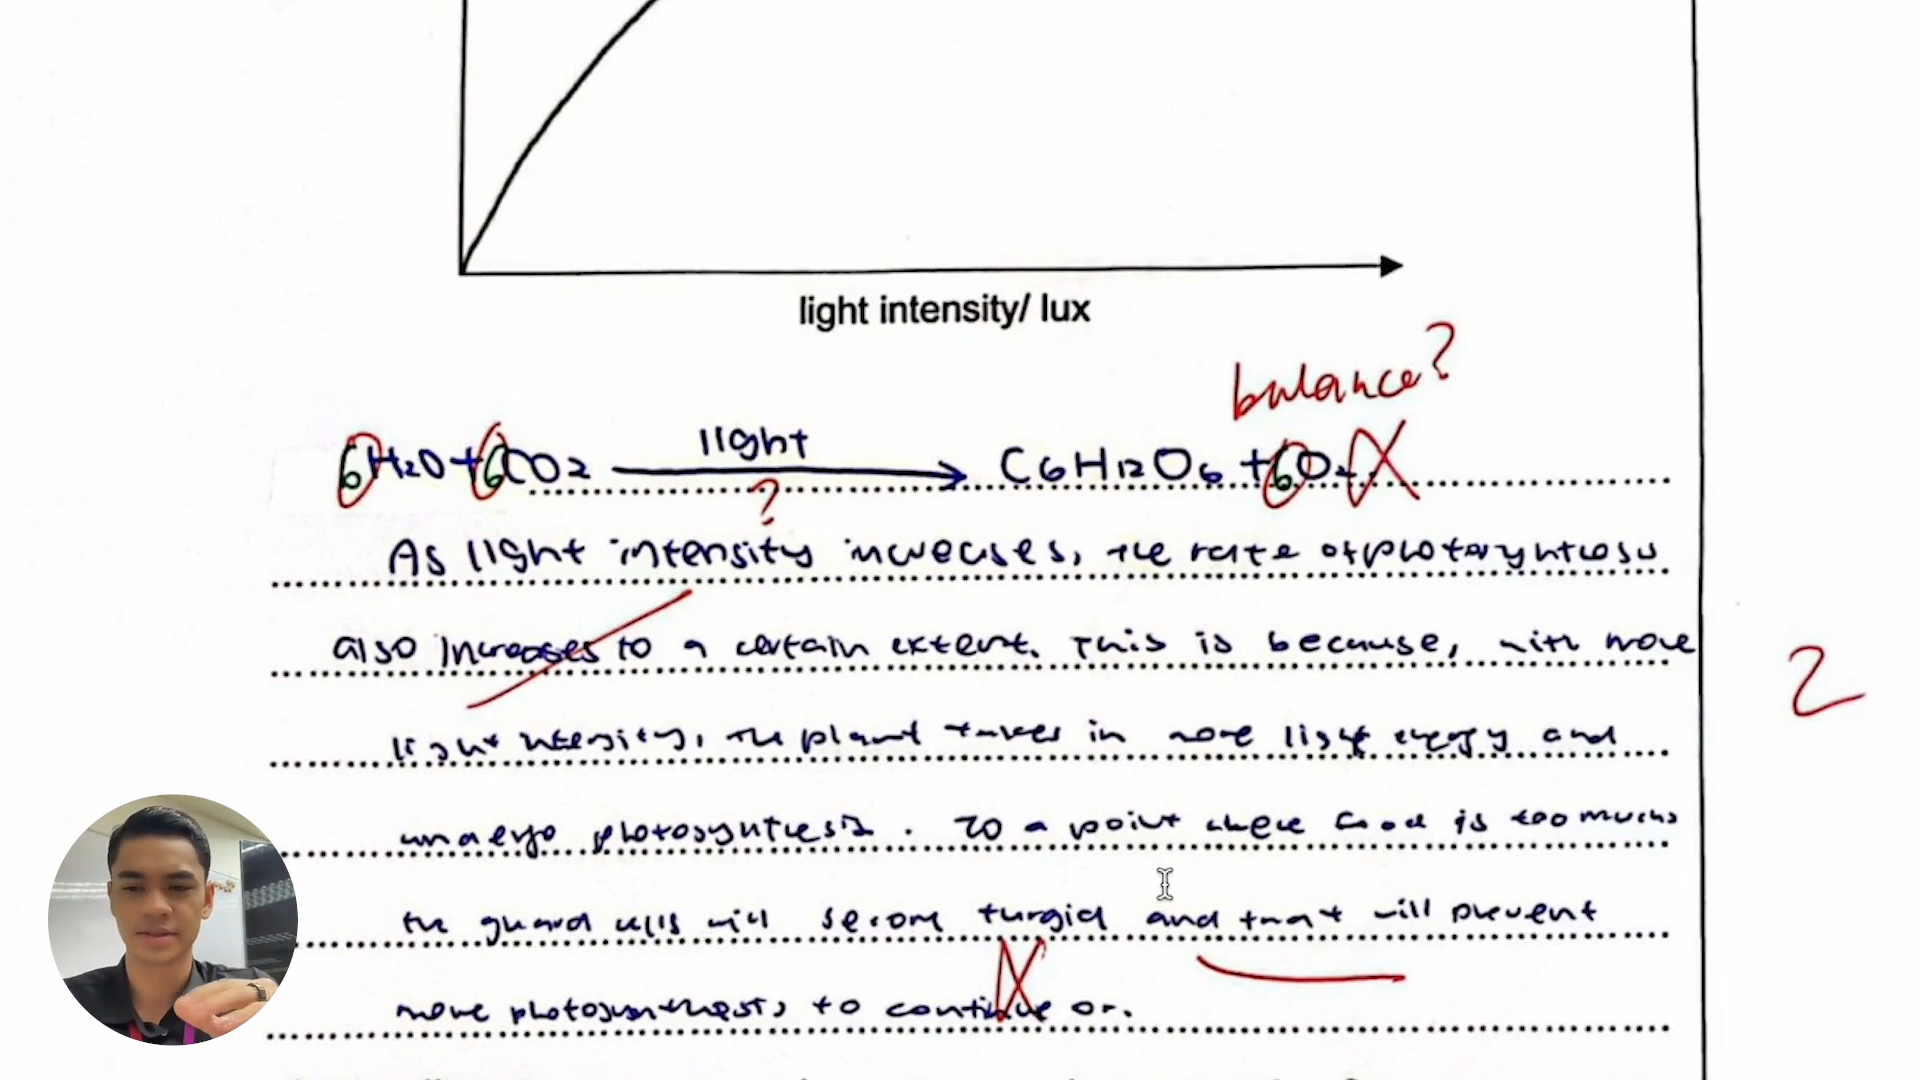 light intensity/ lux
balance?
6H2O + 6CO2 light C6H12O6 + 6O2
?
As light intensity increases, the rate of photosynthesis
also increases to a certain extent. This is because, with more
2
light intensity, the plant takes in more light energy and
undergo photosynthesis. To a point where food is too much
the guard cells will become turgid and that will prevent
more photosynthesis to continue on.